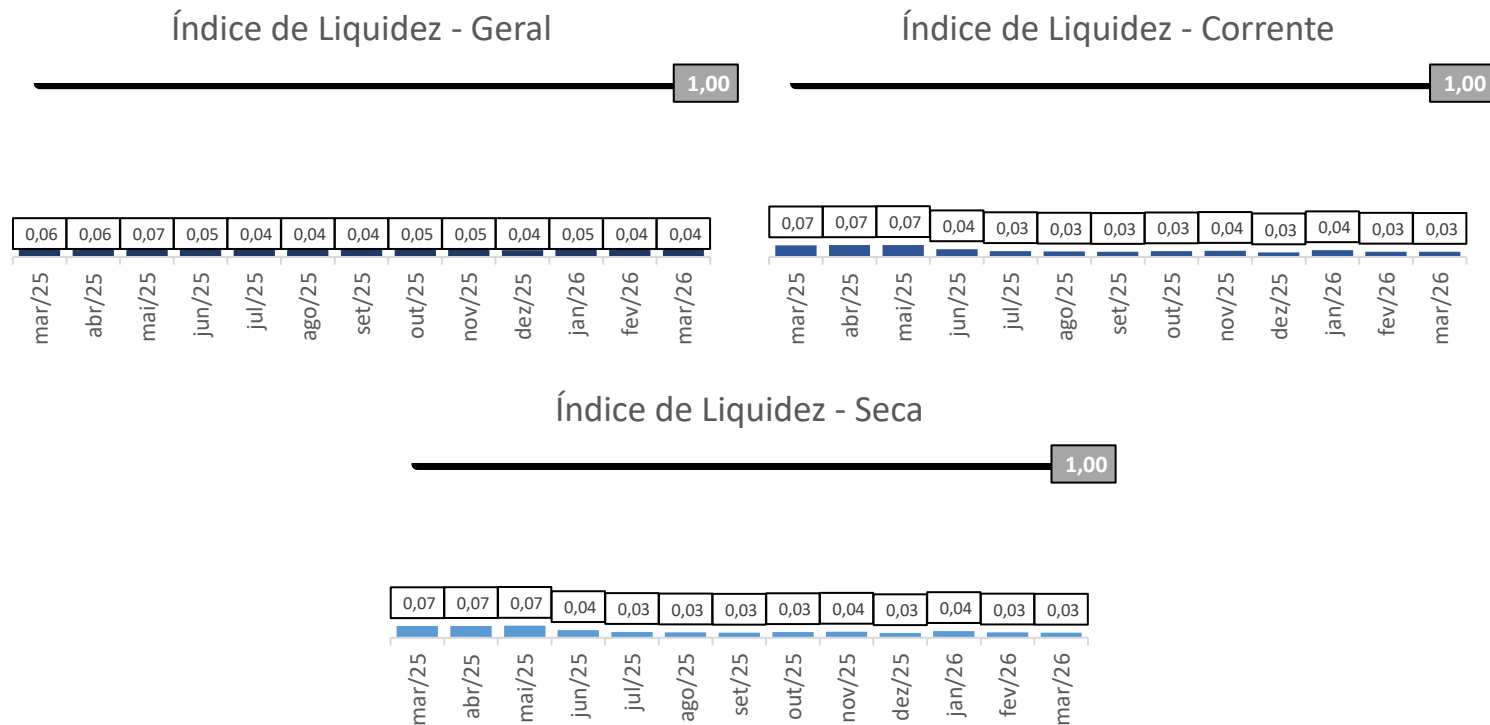 Índice de Liquidez - Geral
1,00
0,06 0,06 0,07 0,05 0,04 0,04 0,04 0,05 0,05 0,04 0,05 0,04 0,04
mar/25 abr/25 mai/25 jun/25 jul/25 ago/25 set/25 out/25 nov/25 dez/25 jan/26 fev/26 mar/26
Índice de Liquidez - Corrente
1,00
0,07 0,07 0,07 0,04 0,03 0,03 0,03 0,03 0,04 0,03 0,04 0,03 0,03
mar/25 abr/25 mai/25 jun/25 jul/25 ago/25 set/25 out/25 nov/25 dez/25 jan/26 fev/26 mar/26
Índice de Liquidez - Seca
1,00
0,07 0,07 0,07 0,04 0,03 0,03 0,03 0,03 0,04 0,03 0,04 0,03 0,03
mar/25 abr/25 mai/25 jun/25 jul/25 ago/25 set/25 out/25 nov/25 dez/25 jan/26 fev/26 mar/26